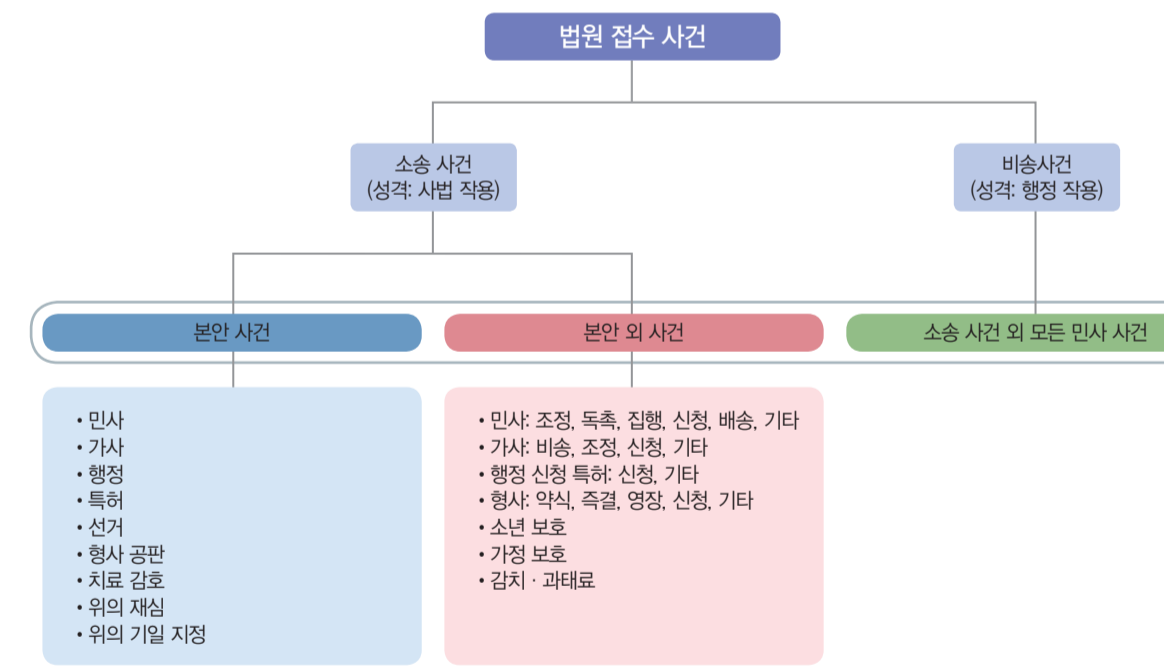 법원 접수 사건
소송 사건
(성격: 사법 작용)
비송사건
(성격: 행정 작용)
본안 사건
본안 외 사건
소송 사건 외 모든 민사 사건
• 민사
• 가사
• 행정
• 특허
• 선거
• 형사 공판
• 치료 감호
• 위의 재심
• 위의 기일 지정
• 민사: 조정, 독촉, 집행, 신청, 배송, 기타
• 가사: 비송, 조정, 신청, 기타
• 행정 신청 특허: 신청, 기타
• 형사: 약식, 즉결, 영장, 신청, 기타
• 소년 보호
• 가정 보호
• 감치 · 과태료